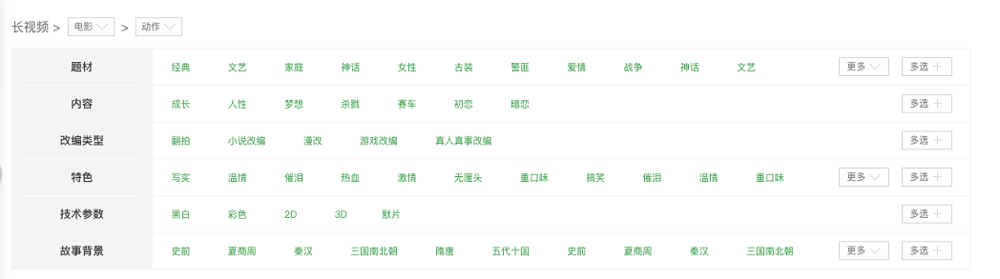 长视频 > 电影 > 动作
题材 经典 文艺 家庭 神话 女性 古装 警匪 爱情 战争 神话 文艺 更多 多选
内容 成长 人性 梦想 杀戮 赛车 初恋 暗恋 多选
改编类型 翻拍 小说改编 漫改 游戏改编 真人真事改编 多选
特色 写实 温情 催泪 热血 激情 无厘头 重口味 搞笑 催泪 温情 重口味 更多 多选
技术参数 黑白 彩色 2D 3D 默片 多选
故事背景 史前 夏商周 秦汉 三国南北朝 隋唐 五代十国 史前 夏商周 秦汉 三国南北朝 更多 多选